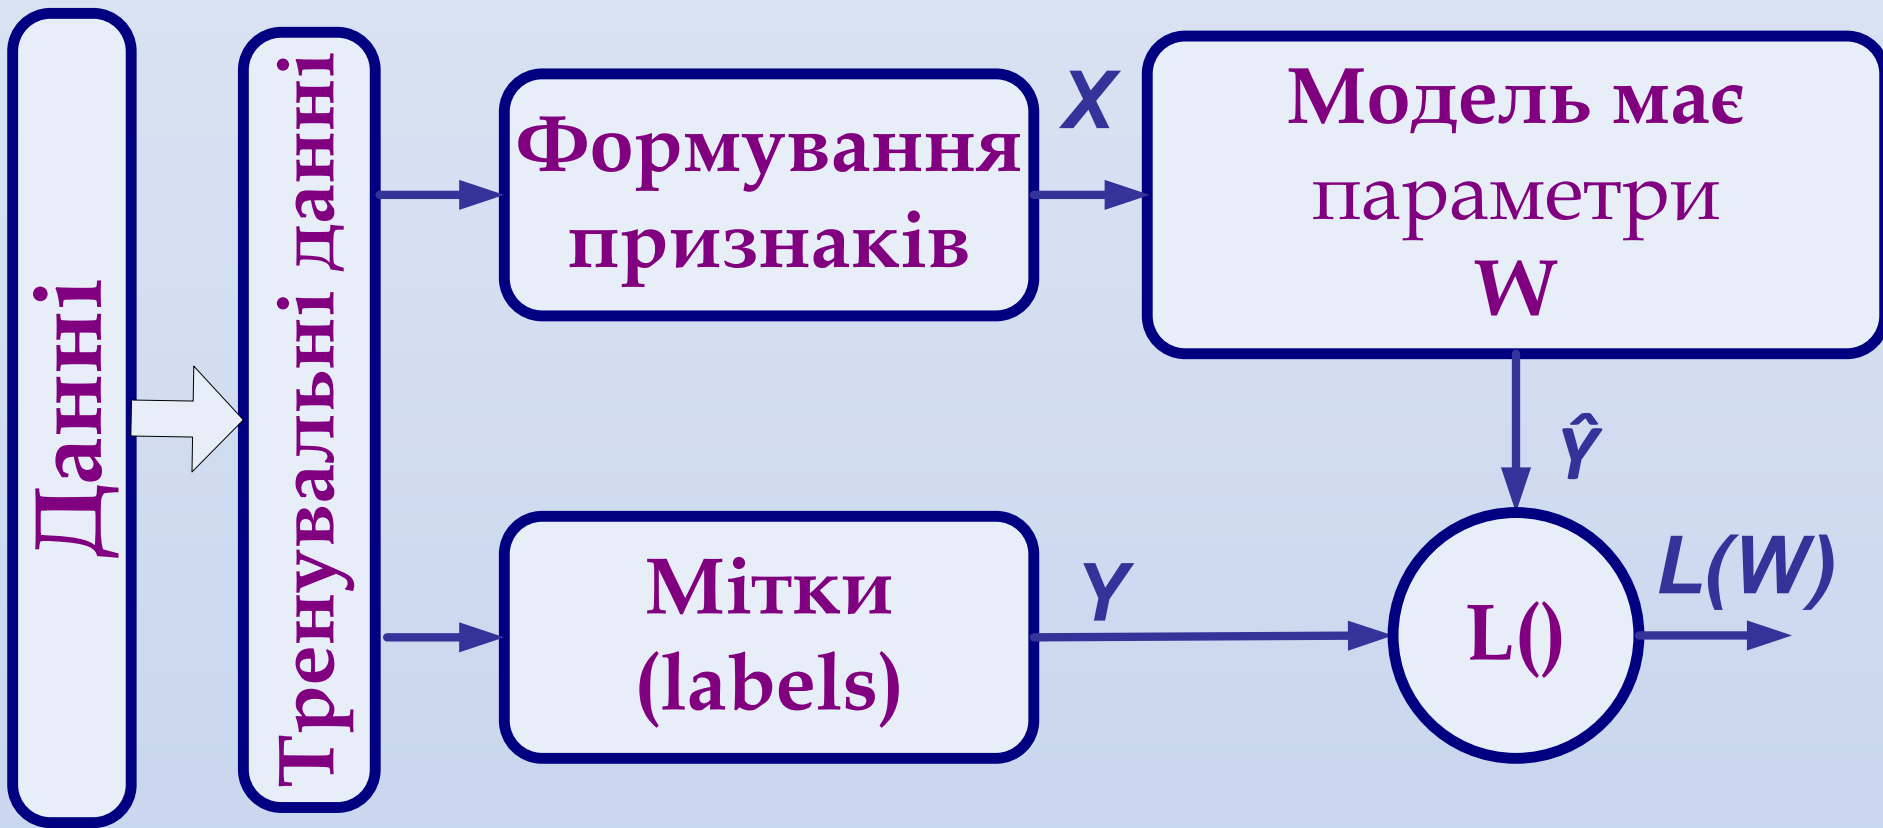 Данні
Тренувальні данні
Формування
признаків
X
Модель має
параметри
W
Ŷ
Мітки
(labels)
Y
L()
L(W)